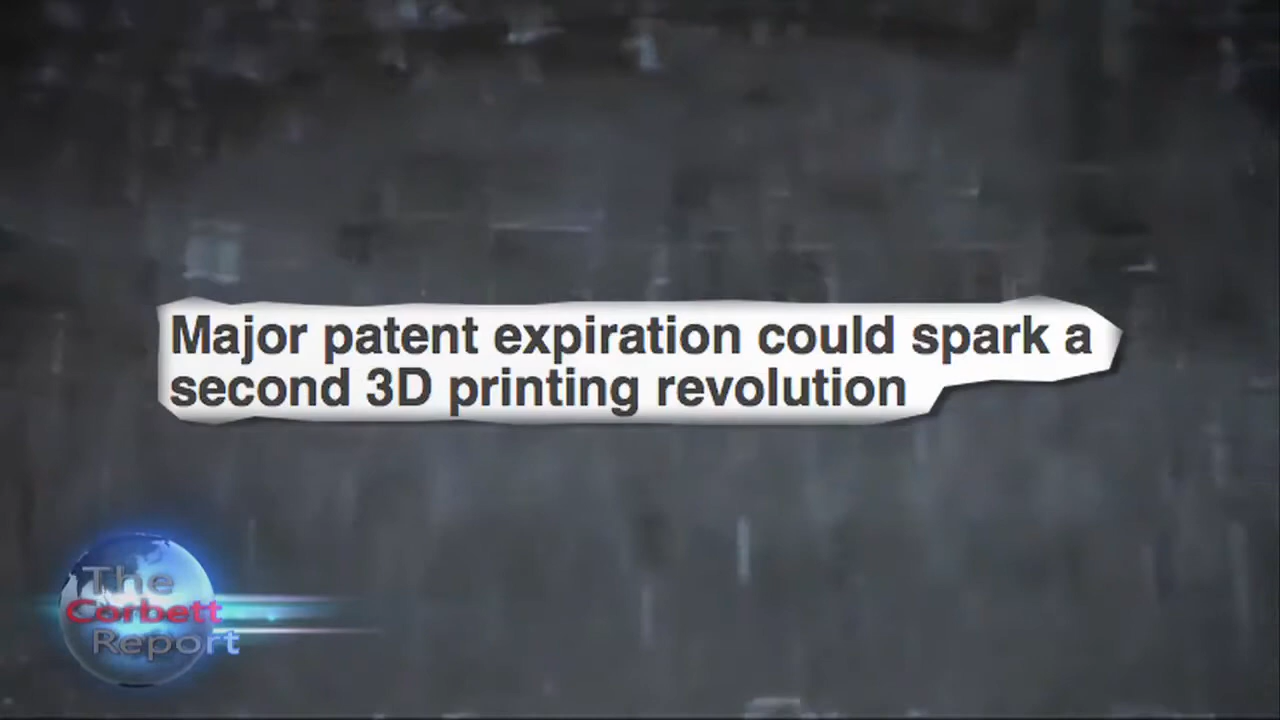 Major patent expiration could spark a
second 3D printing revolution
The
Corbett
Report